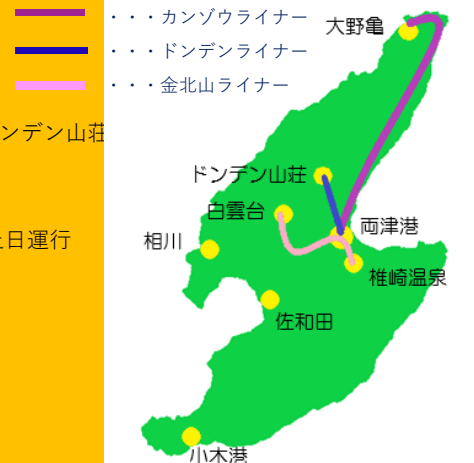 ・・・カンゾウライナー
・・・ドンデンライナー
・・・金北山ライナー
大野亀
ンデン山荘
ドンデン山荘
白雲台
両津港
日運行
相川
椎崎温泉
佐和田
小木港